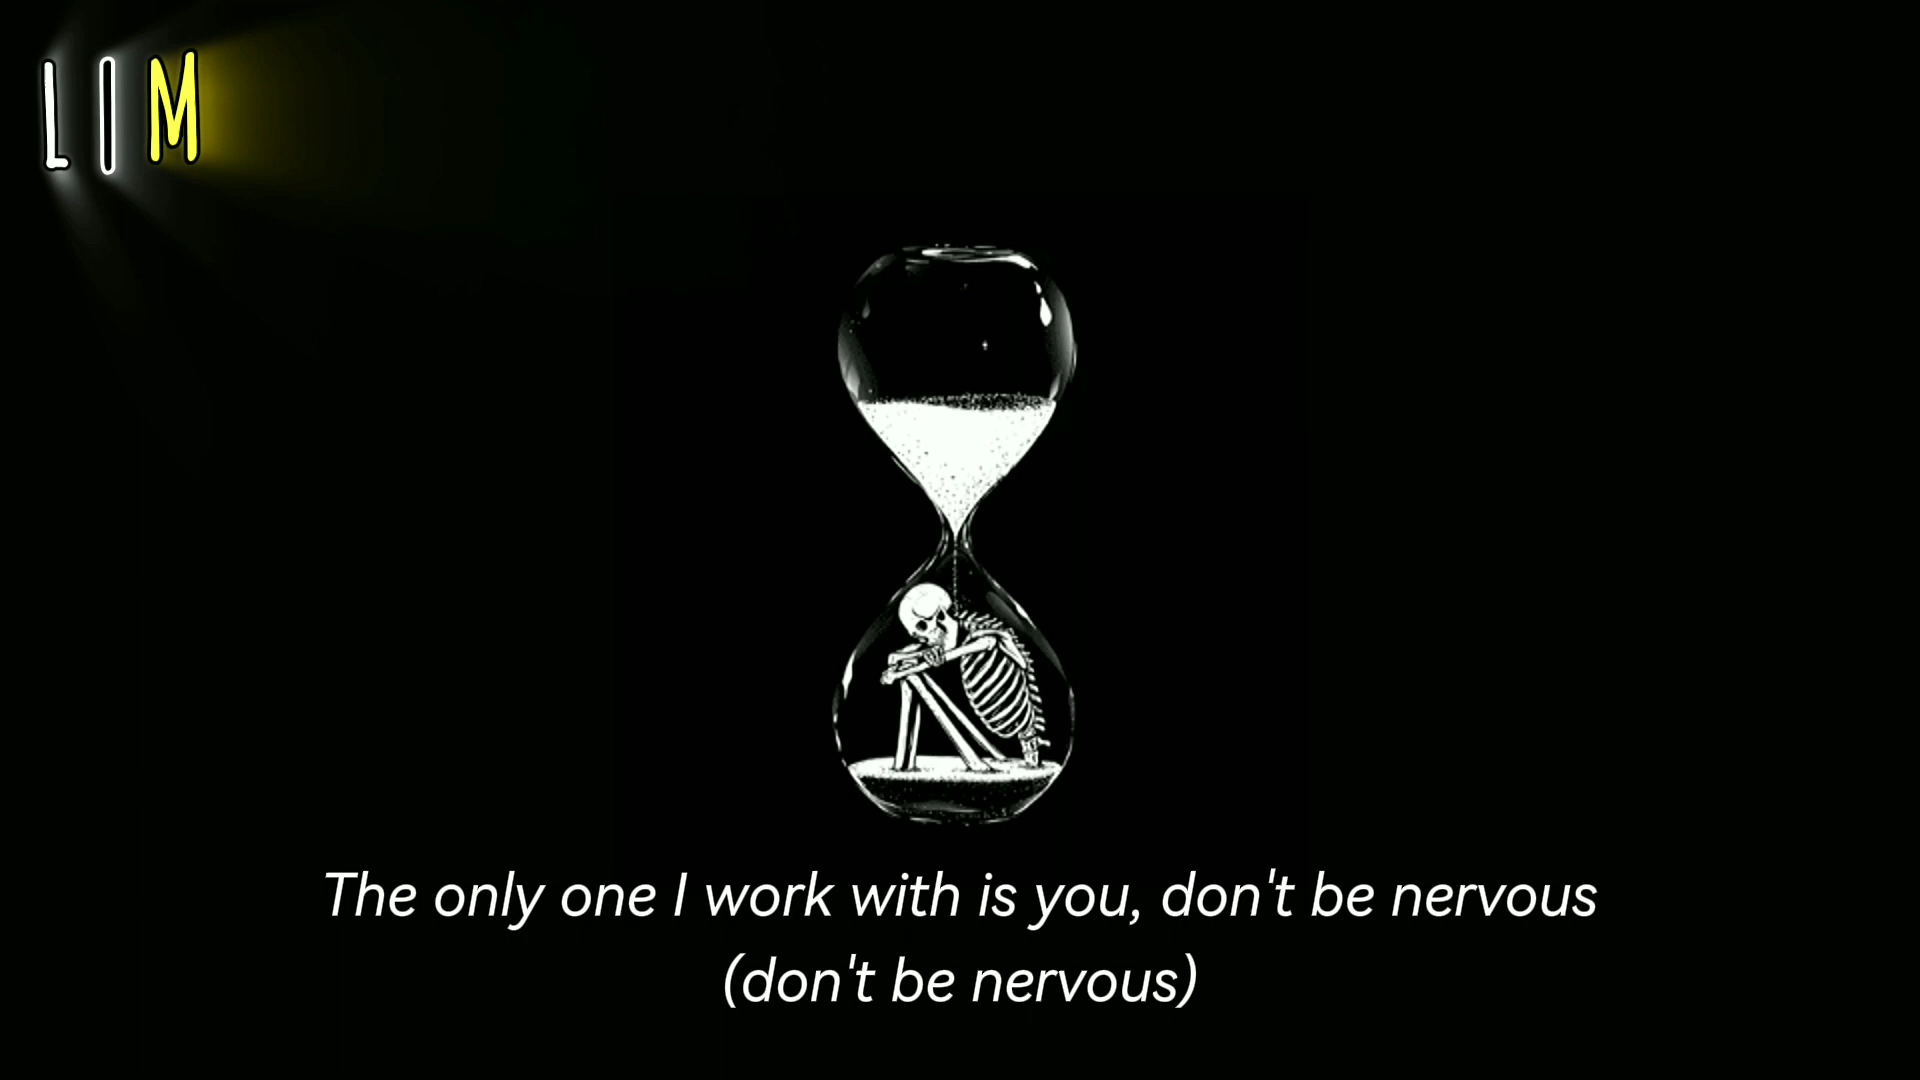 LIM
The only one I work with is you, don't be nervous
(don't be nervous)